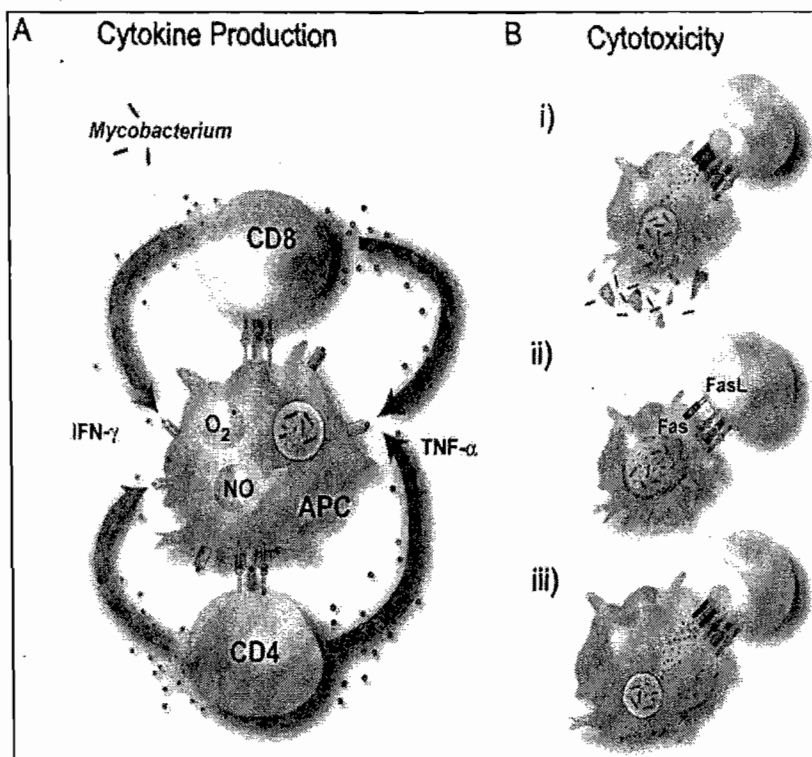 A Cytokine Production
Mycobacterium
CD8
O2
IFN-γ
TNF-α
NO
APC
CD4
B Cytotoxicity
i)
ii)
FasL
Fas
iii)